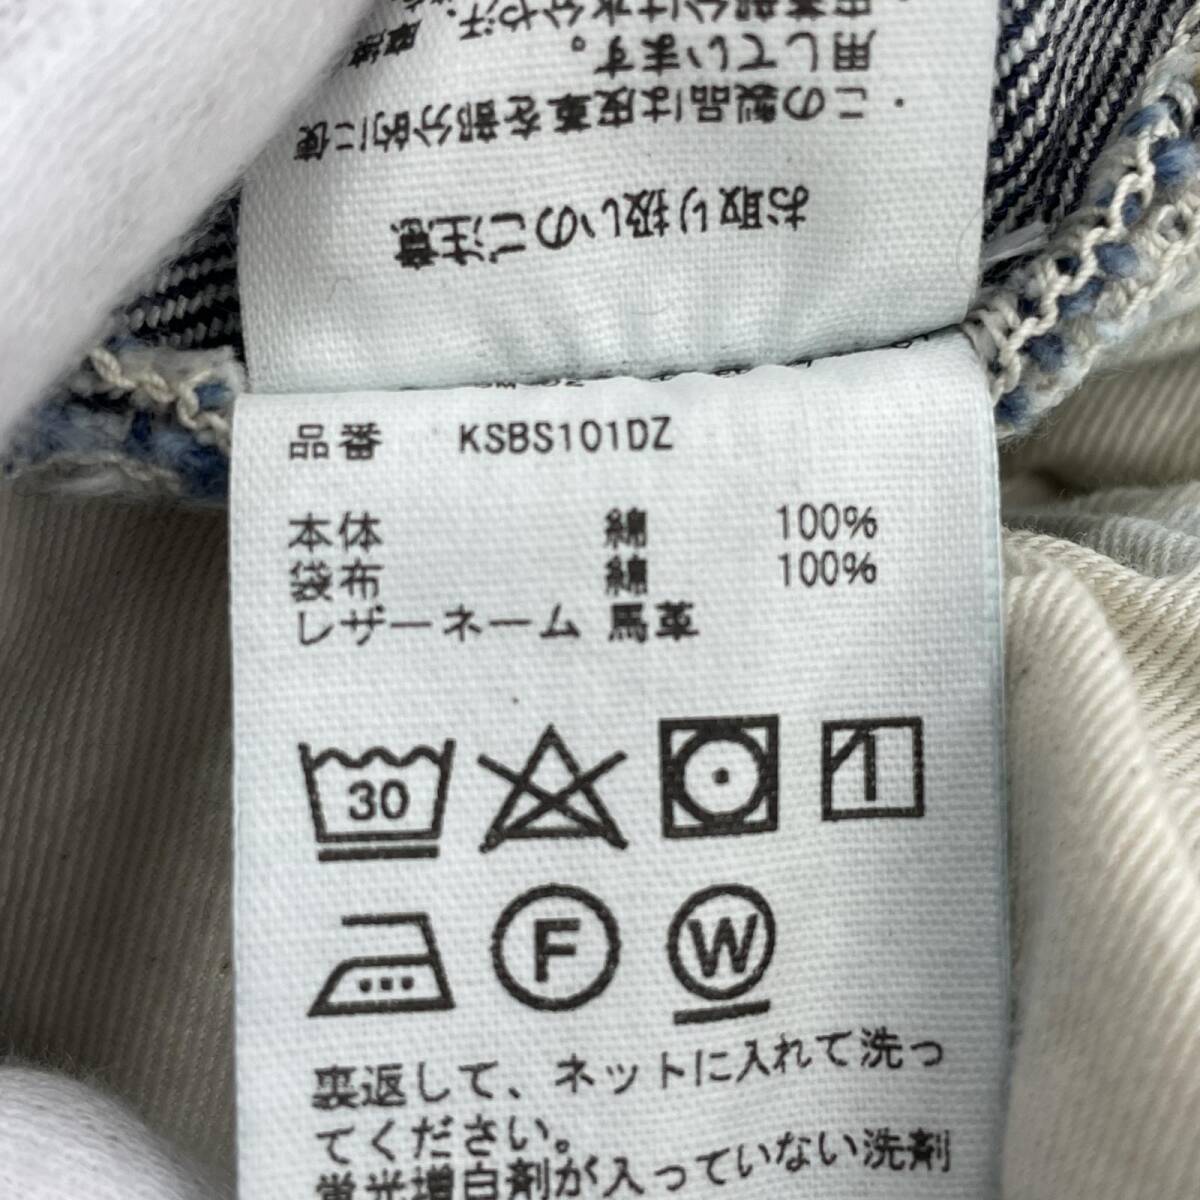 お取り扱いのご注意
・この製品は皮革を部分的に使
用しています。
品番 KSBS101DZ
本体 綿 100%
袋布 綿 100%
レザーネーム 馬革
30
F
W
裏返して、ネットに入れて洗っ
てください。
蛍光増白剤が入っていない洗剤